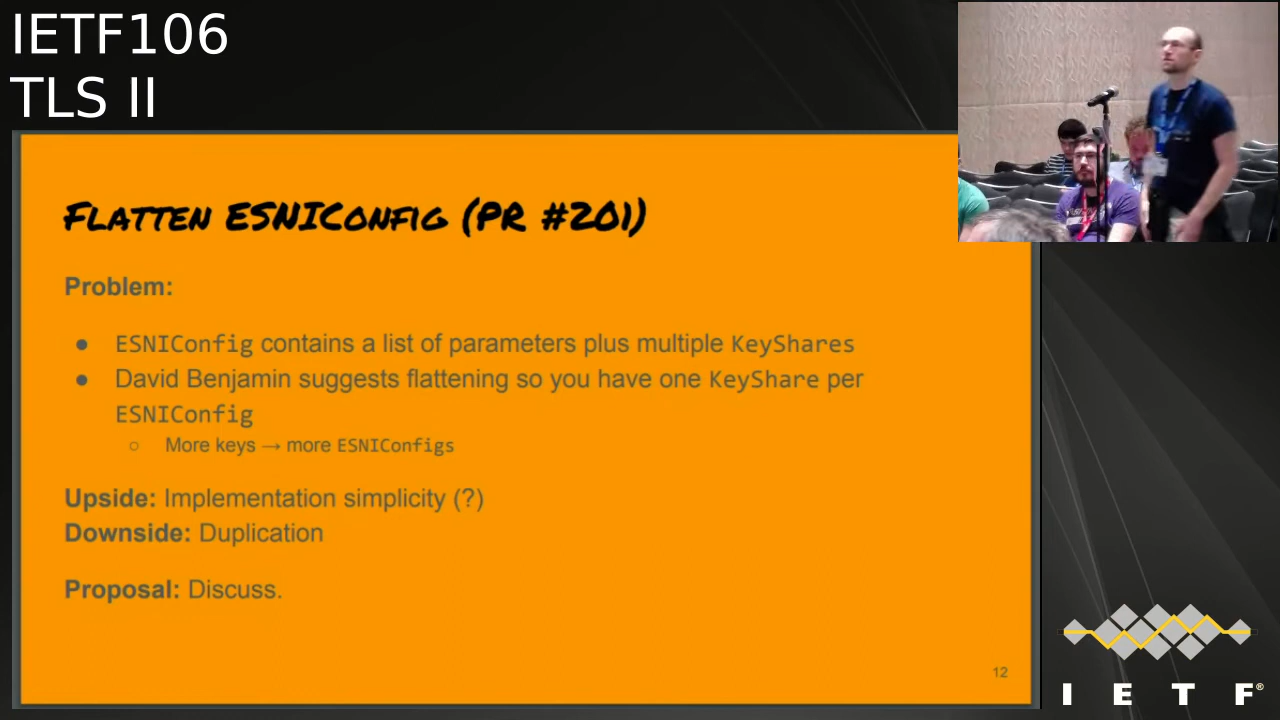 IETF106
TLS II
FLATTEN ESNICONFIG (PR #201)
Problem:
● ESNIConfig contains a list of parameters plus multiple KeyShares
● David Benjamin suggests flattening so you have one KeyShare per
ESNIConfig
○ More keys → more ESNIConfigs
Upside: Implementation simplicity (?)
Downside: Duplication
Proposal: Discuss.
12
I E T F®